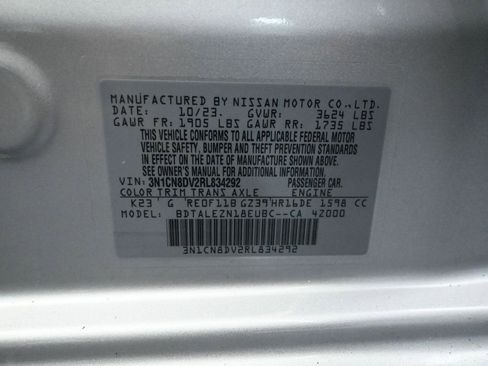 MANUFACTURED BY NISSAN MOTOR CO.,LTD.
DATE: 10/23. GVWR: 3624 LBS
GAWR FR: 1905 LBS GAWR RR: 1735 LBS
THIS VEHICLE CONFORMS TO ALL APPLICABLE FEDERAL MOTOR
VEHICLE SAFETY, BUMPER AND THEFT PREVENTION STANDARDS
IN EFFECT ON THE DATE OF MANUFACTURE SHOWN ABOVE.
SEE OWNER'S MANUAL FOR ADDITIONAL INFORMATION.
VIN: 3N1CN8DV2RL834292 PASSENGER CAR.
COLOR TRIM TRANS AXLE ENGINE
K23 G RE0F11B GZ39 HR16DE 1598 CC
MODEL: BDTALEZN18EUBC--CA 4Z000
3N1CN8DV2RL834292